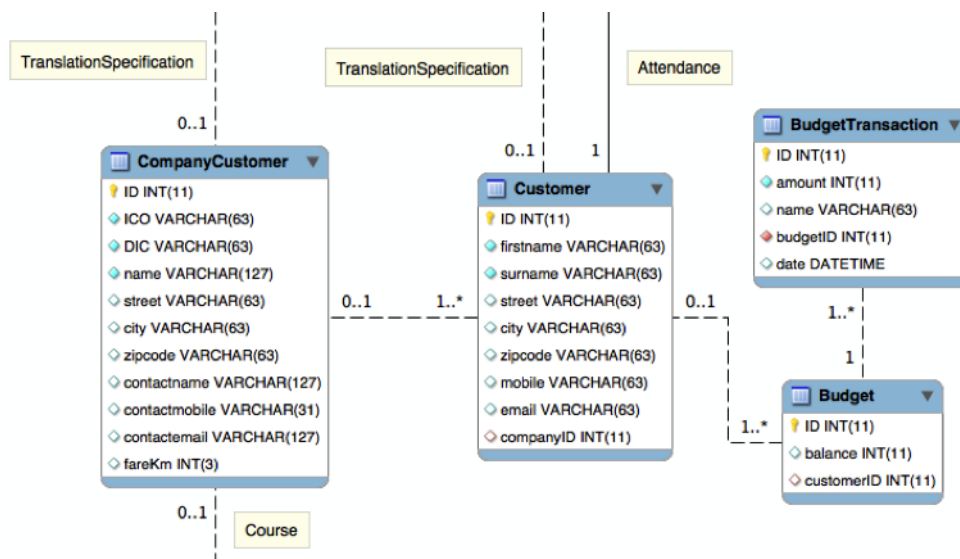 TranslationSpecification
TranslationSpecification
Attendance
0..1
0..1
1
CompanyCustomer
ID INT(11)
ICO VARCHAR(63)
DIC VARCHAR(63)
name VARCHAR(127)
street VARCHAR(63)
city VARCHAR(63)
zipcode VARCHAR(63)
contactname VARCHAR(127)
contactmobile VARCHAR(31)
contactemail VARCHAR(127)
fareKm INT(3)
0..1
1..*
Customer
ID INT(11)
firstname VARCHAR(63)
surname VARCHAR(63)
street VARCHAR(63)
city VARCHAR(63)
zipcode VARCHAR(63)
mobile VARCHAR(63)
email VARCHAR(63)
companyID INT(11)
0..1
1..*
BudgetTransaction
ID INT(11)
amount INT(11)
name VARCHAR(63)
budgetID INT(11)
date DATETIME
1..*
1
Budget
ID INT(11)
balance INT(11)
customerID INT(11)
0..1
Course